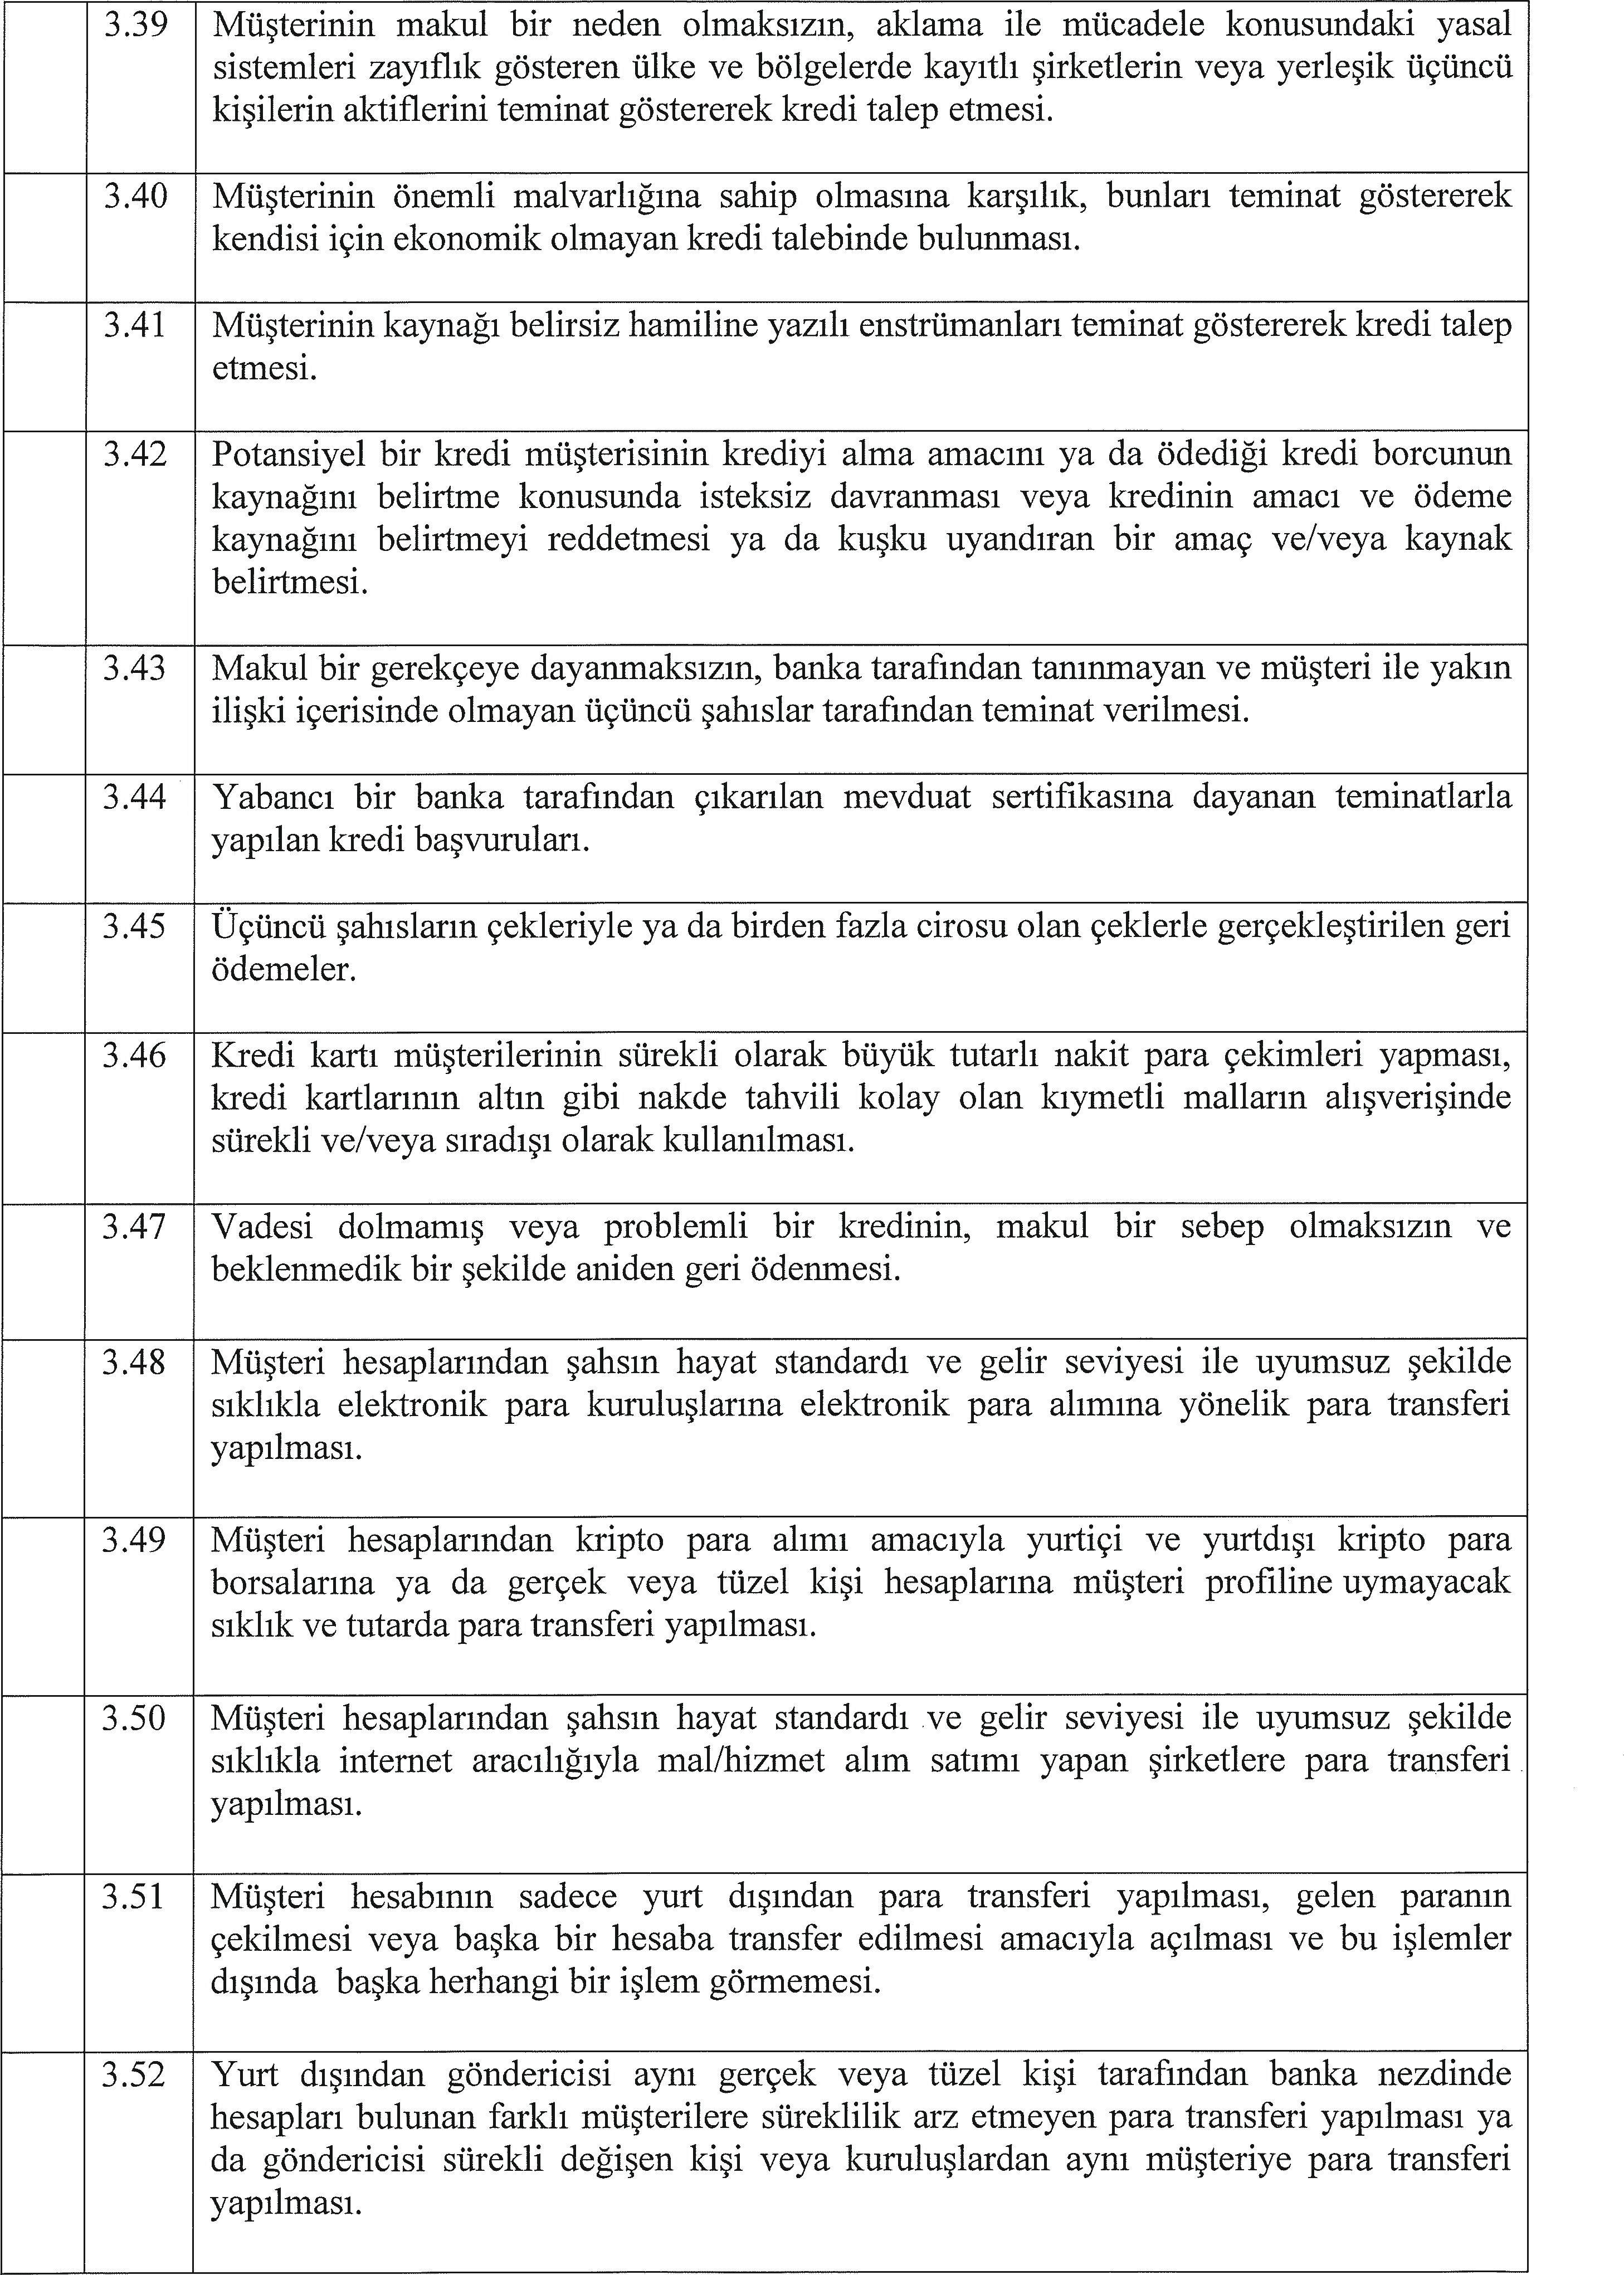 3.39 Müşterinin makul bir neden olmaksızın, aklama ile mücadele konusundaki yasal
sistemleri zayıflık gösteren ülke ve bölgelerde kayıtlı şirketlerin veya yerleşik üçüncü
kişilerin aktiflerini teminat göstererek kredi talep etmesi.
3.40 Müşterinin önemli malvarlığına sahip olmasına karşılık, bunları teminat göstererek
kendisi için ekonomik olmayan kredi talebinde bulunması.
3.41 Müşterinin kaynağı belirsiz hamiline yazılı enstrümanları teminat göstererek kredi talep
etmesi.
3.42 Potansiyel bir kredi müşterisinin krediyi alma amacını ya da ödediği kredi borcunun
kaynağını belirtme konusunda isteksiz davranması veya kredinin amacı ve ödeme
kaynağını belirtmeyi reddetmesi ya da kuşku uyandıran bir amaç ve/veya kaynak
belirtmesi.
3.43 Makul bir gerekçeye dayanmaksızın, banka tarafından tanınmayan ve müşteri ile yakın
ilişki içerisinde olmayan üçüncü şahıslar tarafından teminat verilmesi.
3.44 Yabancı bir banka tarafından çıkarılan mevduat sertifikasına dayanan teminatlarla
yapılan kredi başvuruları.
3.45 Üçüncü şahısların çekleriyle ya da birden fazla cirosu olan çeklerle gerçekleştirilen geri
ödemeler.
3.46 Kredi kartı müşterilerinin sürekli olarak büyük tutarlı nakit para çekimleri yapması,
kredi kartlarının altın gibi nakde tahvili kolay olan kıymetli malların alışverişinde
sürekli ve/veya sıradışı olarak kullanılması.
3.47 Vadesi dolmamış veya problemli bir kredinin, makul bir sebep olmaksızın ve
beklenmedik bir şekilde aniden geri ödenmesi.
3.48 Müşteri hesaplarından şahsın hayat standardı ve gelir seviyesi ile uyumsuz şekilde
sıklıkla elektronik para kuruluşlarına elektronik para alımına yönelik para transferi
yapılması.
3.49 Müşteri hesaplarından kripto para alımı amacıyla yurtiçi ve yurtdışı kripto para
borsalarına ya da gerçek veya tüzel kişi hesaplarına müşteri profiline uymayacak
sıklık ve tutarda para transferi yapılması.
3.50 Müşteri hesaplarından şahsın hayat standardı ve gelir seviyesi ile uyumsuz şekilde
sıklıkla internet aracılığıyla mal/hizmet alım satımı yapan şirketlere para transferi
yapılması.
3.51 Müşteri hesabının sadece yurt dışından para transferi yapılması, gelen paranın
çekilmesi veya başka bir hesaba transfer edilmesi amacıyla açılması ve bu işlemler
dışında başka herhangi bir işlem görmemesi.
3.52 Yurt dışından göndericisi aynı gerçek veya tüzel kişi tarafından banka nezdinde
hesapları bulunan farklı müşterilere süreklilik arz etmeyen para transferi yapılması ya
da göndericisi sürekli değişen kişi veya kuruluşlardan aynı müşteriye para transferi
yapılması.